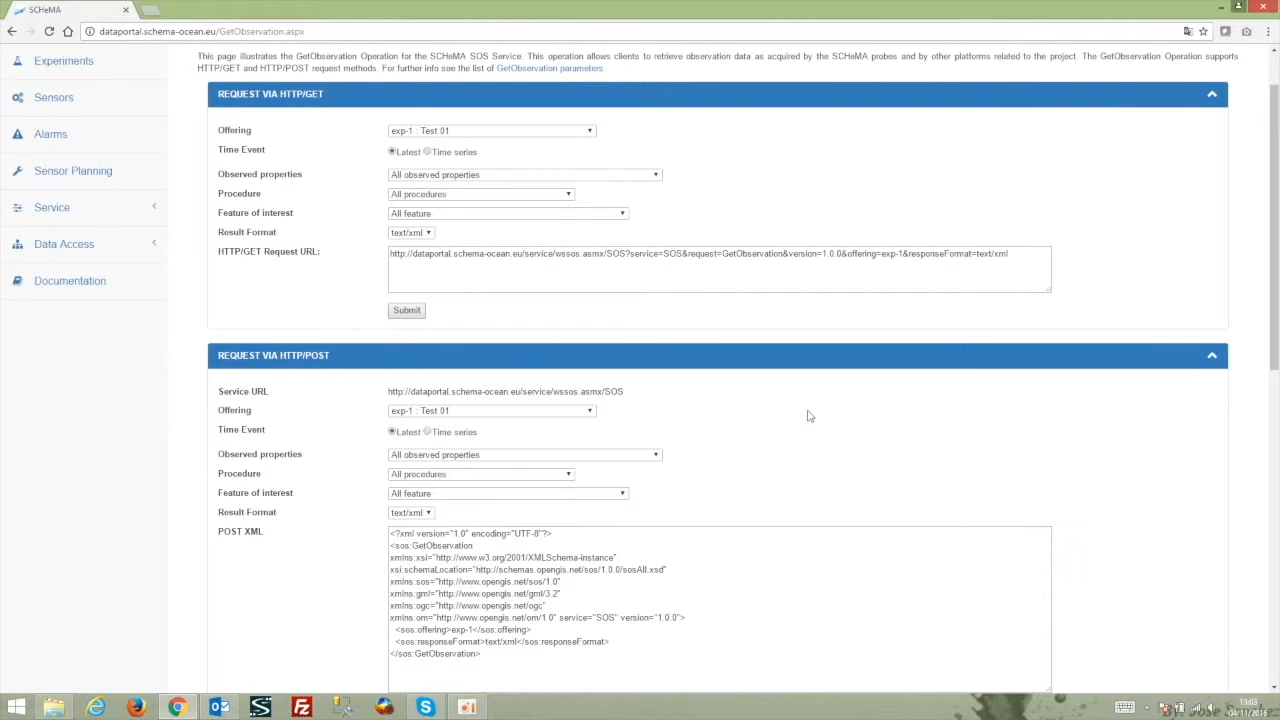 SCHeMA
dataportal.schema-ocean.eu/GetObservation.aspx
This page illustrates the GetObservation Operation for the SCHeMA SOS Service. This operation allows clients to retrieve observation data as acquired by the SCHeMA probes and by other platforms related to the project. The GetObservation Operation supports
HTTP/GET and HTTP/POST request methods. For further info see the list of GetObservation parameters.
Experiments
Sensors
Alarms
Sensor Planning
Service
Data Access
Documentation
REQUEST VIA HTTP/GET
Offering exp-1 : Test 01
Time Event Latest Time series
Observed properties All observed properties
Procedure All procedures
Feature of interest All feature
Result Format text/xml
HTTP/GET Request URL: http://dataportal.schema-ocean.eu/service/wssos.asmx/SOS?service=SOS&request=GetObservation&version=1.0.0&offering=exp-1&responseFormat=text/xml
Submit
REQUEST VIA HTTP/POST
Service URL http://dataportal.schema-ocean.eu/service/wssos.asmx/SOS
Offering exp-1 : Test 01
Time Event Latest Time series
Observed properties All observed properties
Procedure All procedures
Feature of interest All feature
Result Format text/xml
POST XML
<?xml version="1.0" encoding="UTF-8"?>
<sos:GetObservation
xmlns:xsi="http://www.w3.org/2001/XMLSchema-instance"
xsi:schemaLocation="http://schemas.opengis.net/sos/1.0.0/sosAll.xsd"
xmlns:sos="http://www.opengis.net/sos/1.0"
xmlns:gml="http://www.opengis.net/gml/3.2"
xmlns:ogc="http://www.opengis.net/ogc"
xmlns:om="http://www.opengis.net/om/1.0" service="SOS" version="1.0.0">
<sos:offering>exp-1</sos:offering>
<sos:responseFormat>text/xml</sos:responseFormat>
</sos:GetObservation>
13:03
04/11/2016